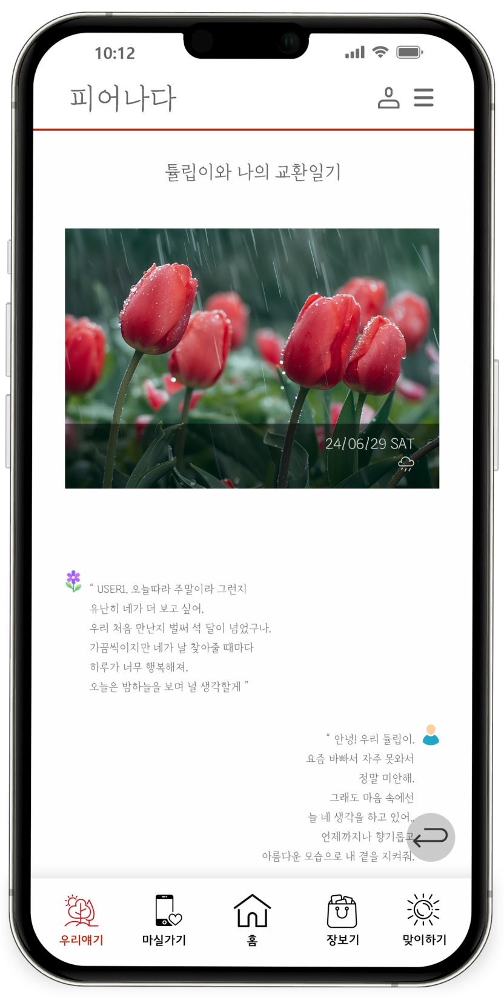 10:12
피어나다
튤립이와 나의 교환일기
24/06/29 SAT
“ USER1. 오늘따라 주말이라 그런지
유난히 네가 더 보고 싶어.
우리 처음 만난지 벌써 석 달이 넘었구나.
가끔씩이지만 네가 날 찾아줄 때마다
하루가 너무 행복해져.
오늘은 밤하늘을 보며 널 생각할게 ”
“ 안녕! 우리 튤립이.
요즘 바빠서 자주 못와서
정말 미안해.
그래도 마음 속에선
늘 네 생각을 하고 있어..
언제까지나 향기롭고
아름다운 모습으로 내 곁을 지켜줘.
우리얘기 마실가기 홈 장보기 맞이하기